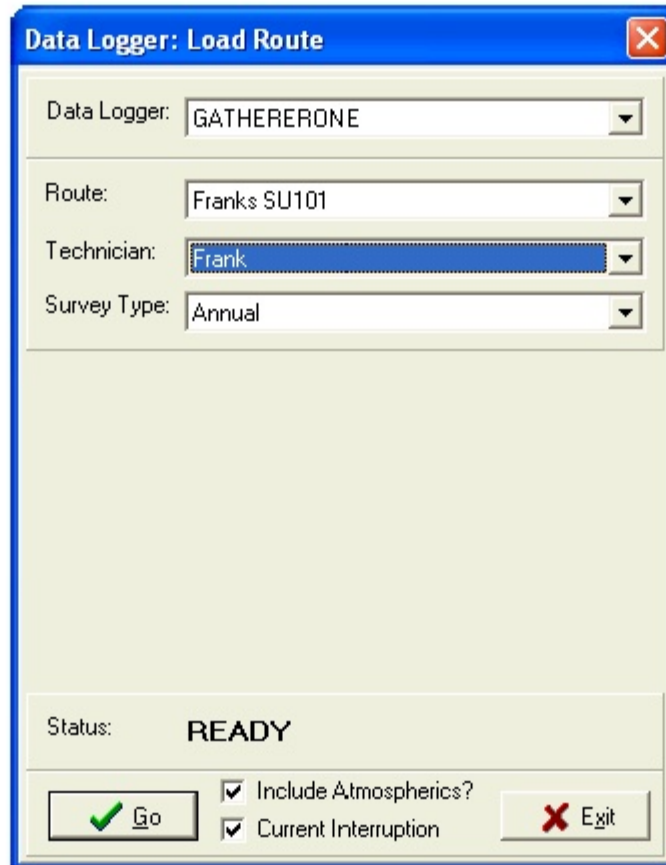 Data Logger: Load Route
Data Logger: GATHERERONE
Route: Franks SU101
Technician: Frank
Survey Type: Annual
Status: READY
Go
Include Atmospherics?
Current Interruption
Exit